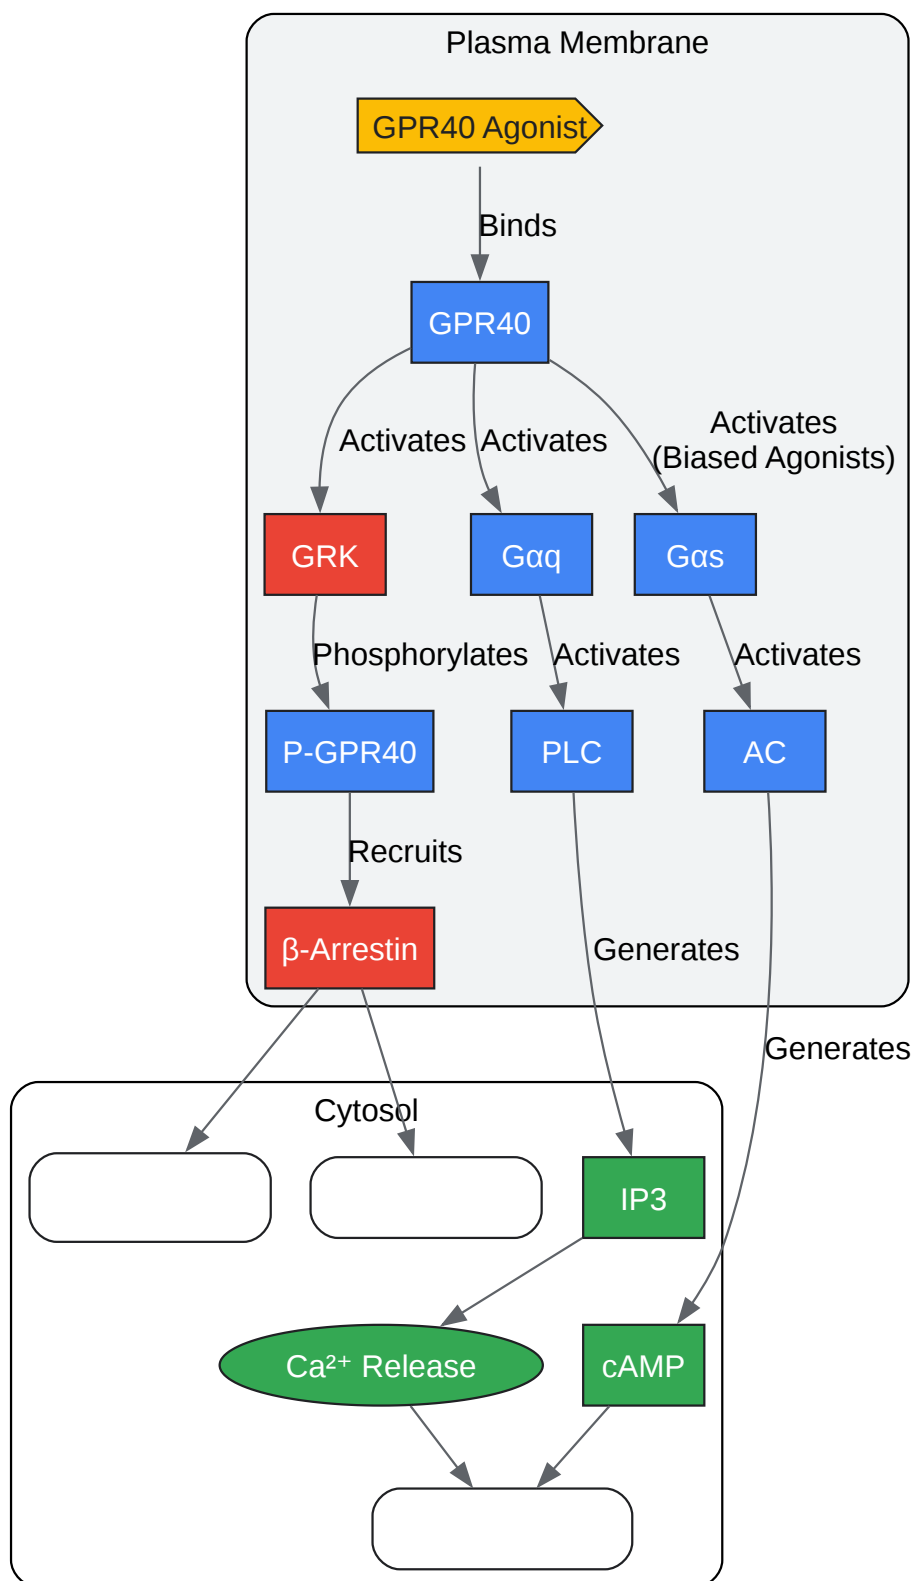 Plasma Membrane
GPR40 Agonist
Binds
GPR40
Activates
Activates
Activates
(Biased Agonists)
GRK
Gαq
Gαs
Phosphorylates
Activates
Activates
P-GPR40
PLC
AC
Recruits
β-Arrestin
Generates
Generates
Cytosol
IP3
Ca²⁺ Release
cAMP